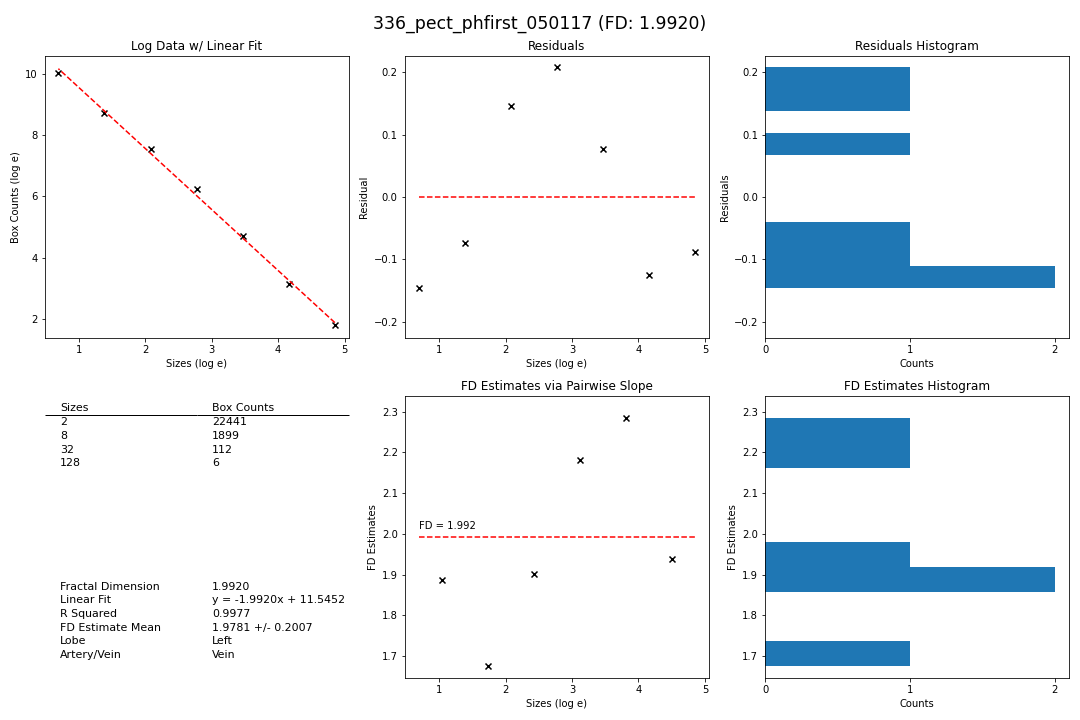 336_pect_phfirst_050117 (FD: 1.9920)
Log Data w/ Linear Fit
Box Counts (log e)
10
8
6
4
2
1 2 3 4 5
Sizes (log e)
Residuals
Residual
0.2
0.1
0.0
−0.1
−0.2
1 2 3 4 5
Sizes (log e)
Residuals Histogram
Residuals
0.2
0.1
0.0
−0.1
−0.2
0 1 2
Counts
Sizes Box Counts
2 22441
8 1899
32 112
128 6
Fractal Dimension 1.9920
Linear Fit y = -1.9920x + 11.5452
R Squared 0.9977
FD Estimate Mean 1.9781 +/- 0.2007
Lobe Left
Artery/Vein Vein
FD Estimates via Pairwise Slope
FD Estimates
2.3
2.2
2.1
2.0
1.9
1.8
1.7
FD = 1.992
1 2 3 4 5
Sizes (log e)
FD Estimates Histogram
FD Estimates
2.3
2.2
2.1
2.0
1.9
1.8
1.7
0 1 2
Counts